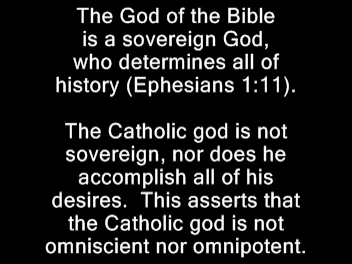 The God of the Bible
is a sovereign God,
who determines all of
history (Ephesians 1:11).
The Catholic god is not
sovereign, nor does he
accomplish all of his
desires.  This asserts that
the Catholic god is not
omniscient nor omnipotent.